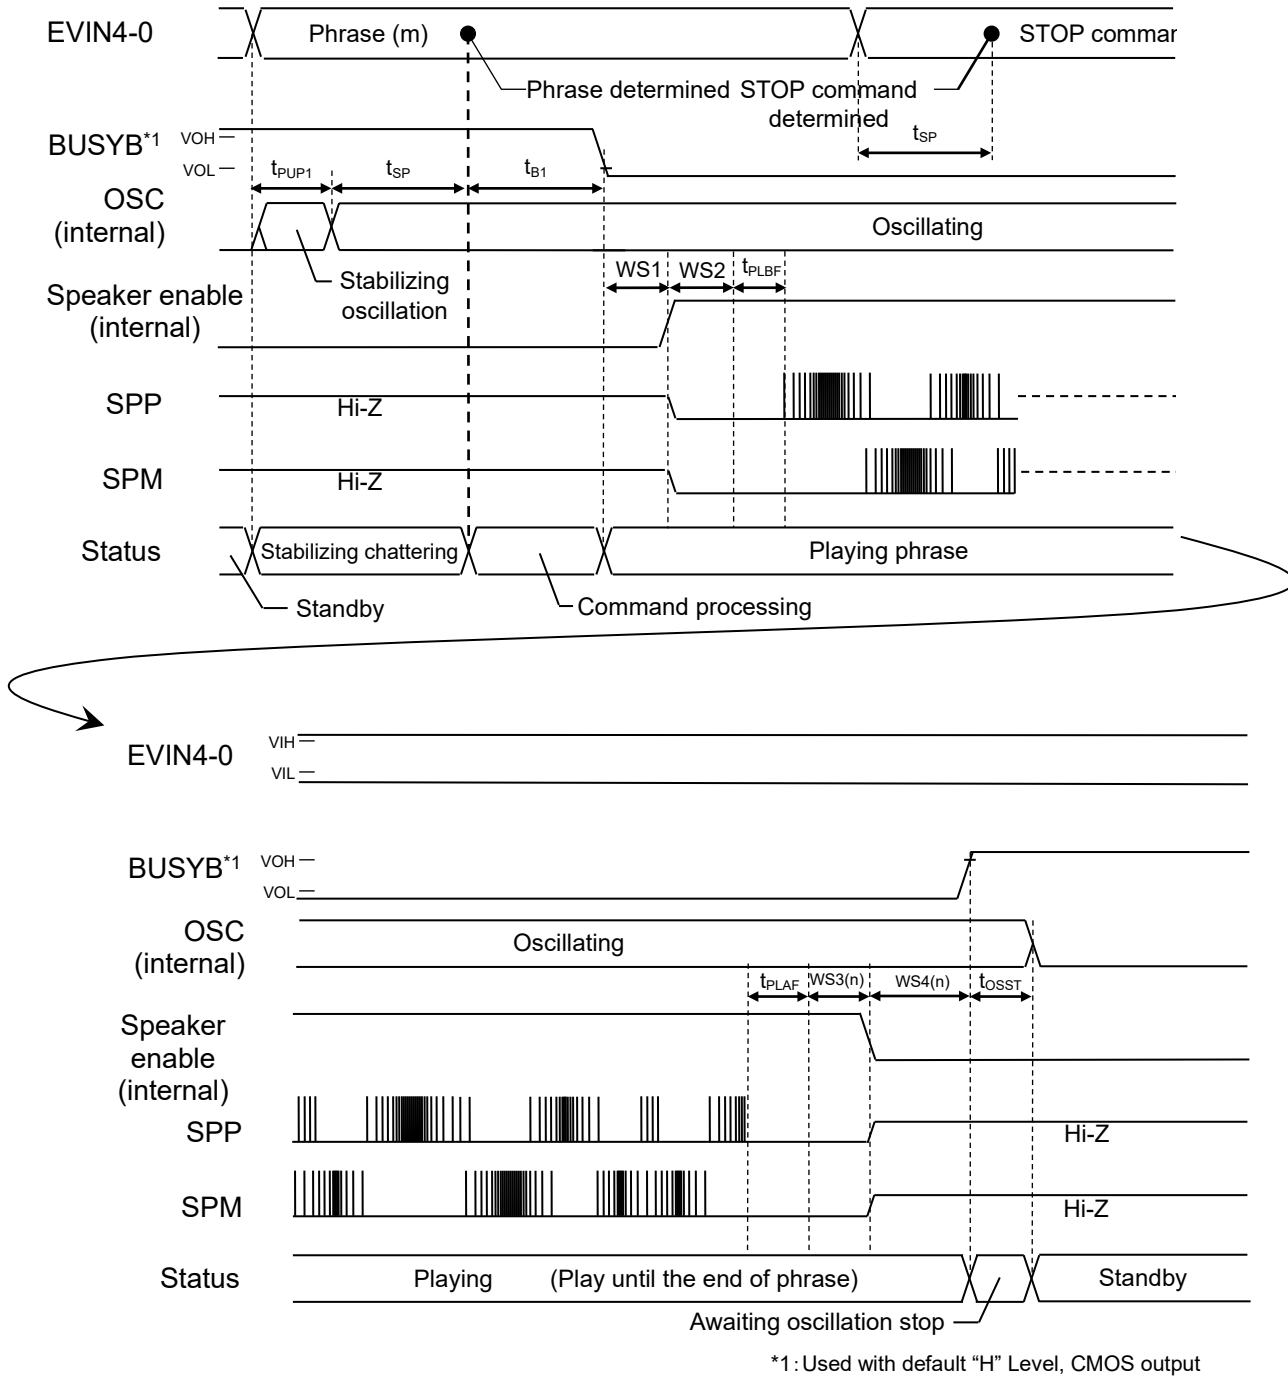 EVIN4-0
Phrase (m)
STOP commar
Phrase determined
STOP command
determined
tSP
BUSYB*1
VOH
VOL
tPUP1
tSP
tB1
OSC
(internal)
Oscillating
Stabilizing
oscillation
WS1
WS2
tPLBF
Speaker enable
(internal)
SPP
Hi-Z
SPM
Hi-Z
Status
Stabilizing chattering
Playing phrase
Standby
Command processing
EVIN4-0
VIH
VIL
BUSYB*1
VOH
VOL
OSC
(internal)
Oscillating
tPLAF
WS3(n)
WS4(n)
tOSST
Speaker
enable
(internal)
SPP
Hi-Z
SPM
Hi-Z
Status
Playing
(Play until the end of phrase)
Standby
Awaiting oscillation stop
*1: Used with default “H” Level, CMOS output